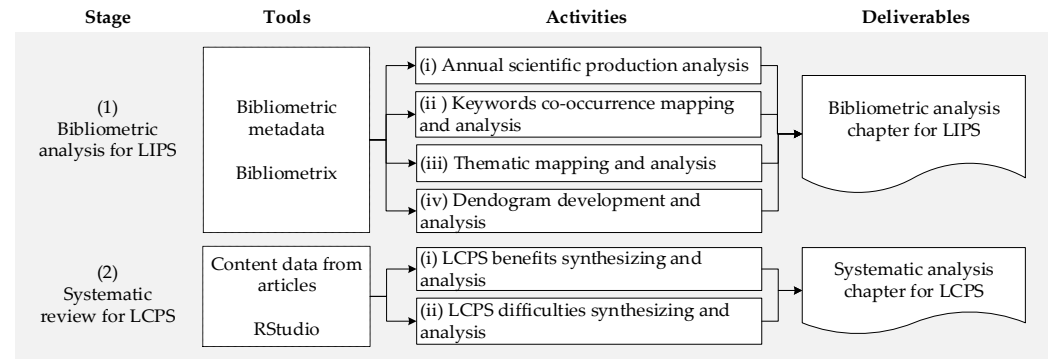 Stage Tools Activities Deliverables
(1)
Bibliometric
analysis for LIPS
Bibliometric
metadata
Bibliometrix
(i) Annual scientific production analysis
(ii ) Keywords co-occurrence mapping
and analysis
(iii) Thematic mapping and analysis
(iv) Dendogram development and
analysis
Bibliometric analysis
chapter for LIPS
(2)
Systematic
review for LCPS
Content data from
articles
RStudio
(i) LCPS benefits synthesizing and
analysis
(ii) LCPS difficulties synthesizing and
analysis
Systematic analysis
chapter for LCPS